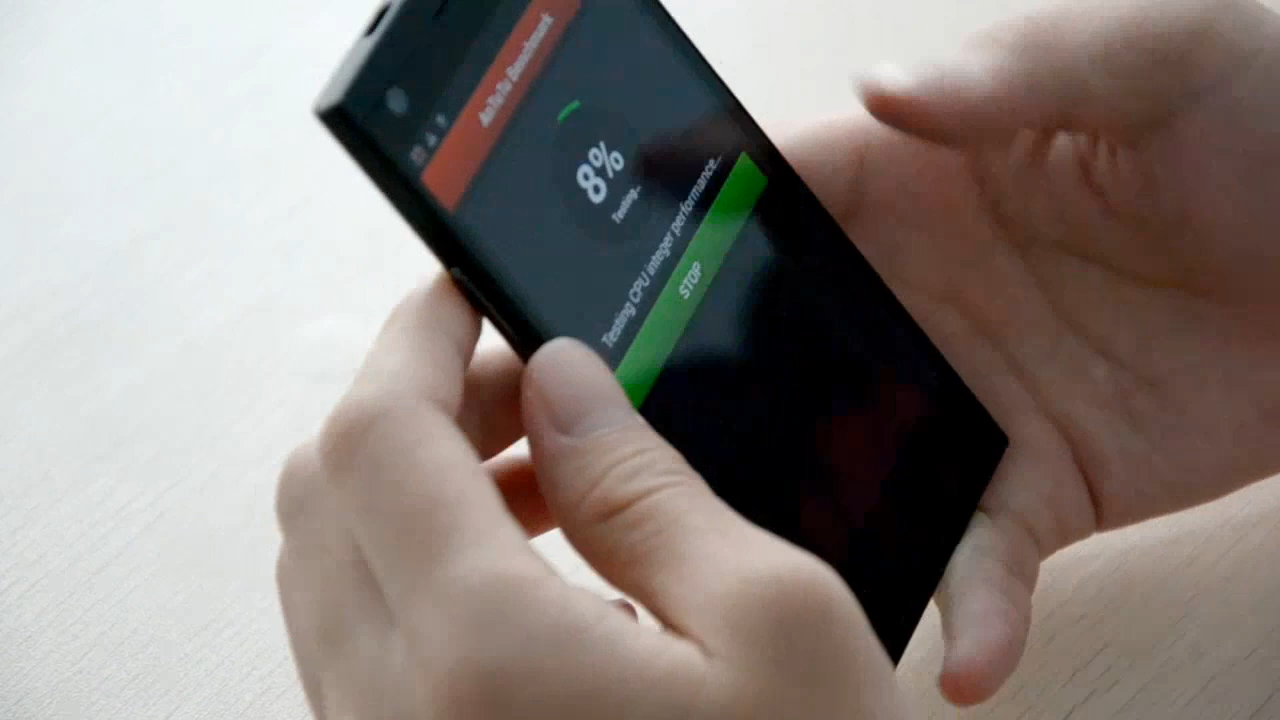 AnTuTu Benchmark
8%
Testing...
Testing CPU integer performance...
STOP